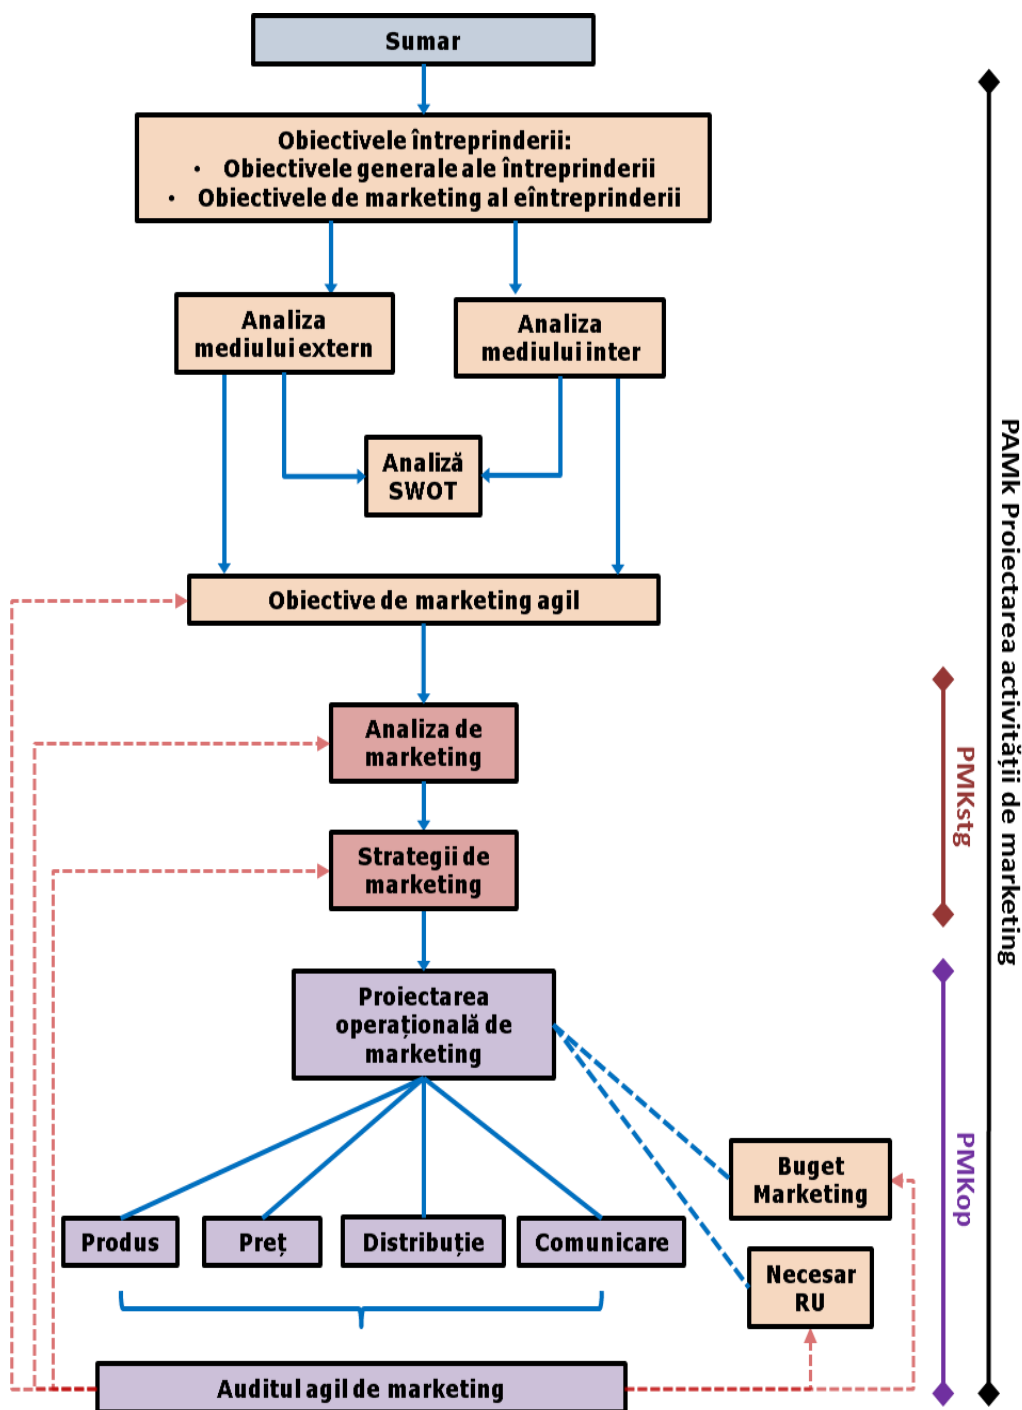 Sumar
Obiectivele întreprinderii:
• Obiectivele generale ale întreprinderii
• Obiectivele de marketing al eîntreprinderii
Analiza
mediului extern
Analiza
mediului inter
Analiză
SWOT
Obiective de marketing agil
Analiza de
marketing
Strategii de
marketing
Proiectarea
operațională de
marketing
Buget
Marketing
Produs
Preț
Distribuție
Comunicare
Necesar
RU
Auditul agil de marketing
PMKstg
PMKop
PAMk Proiectarea activității de marketing